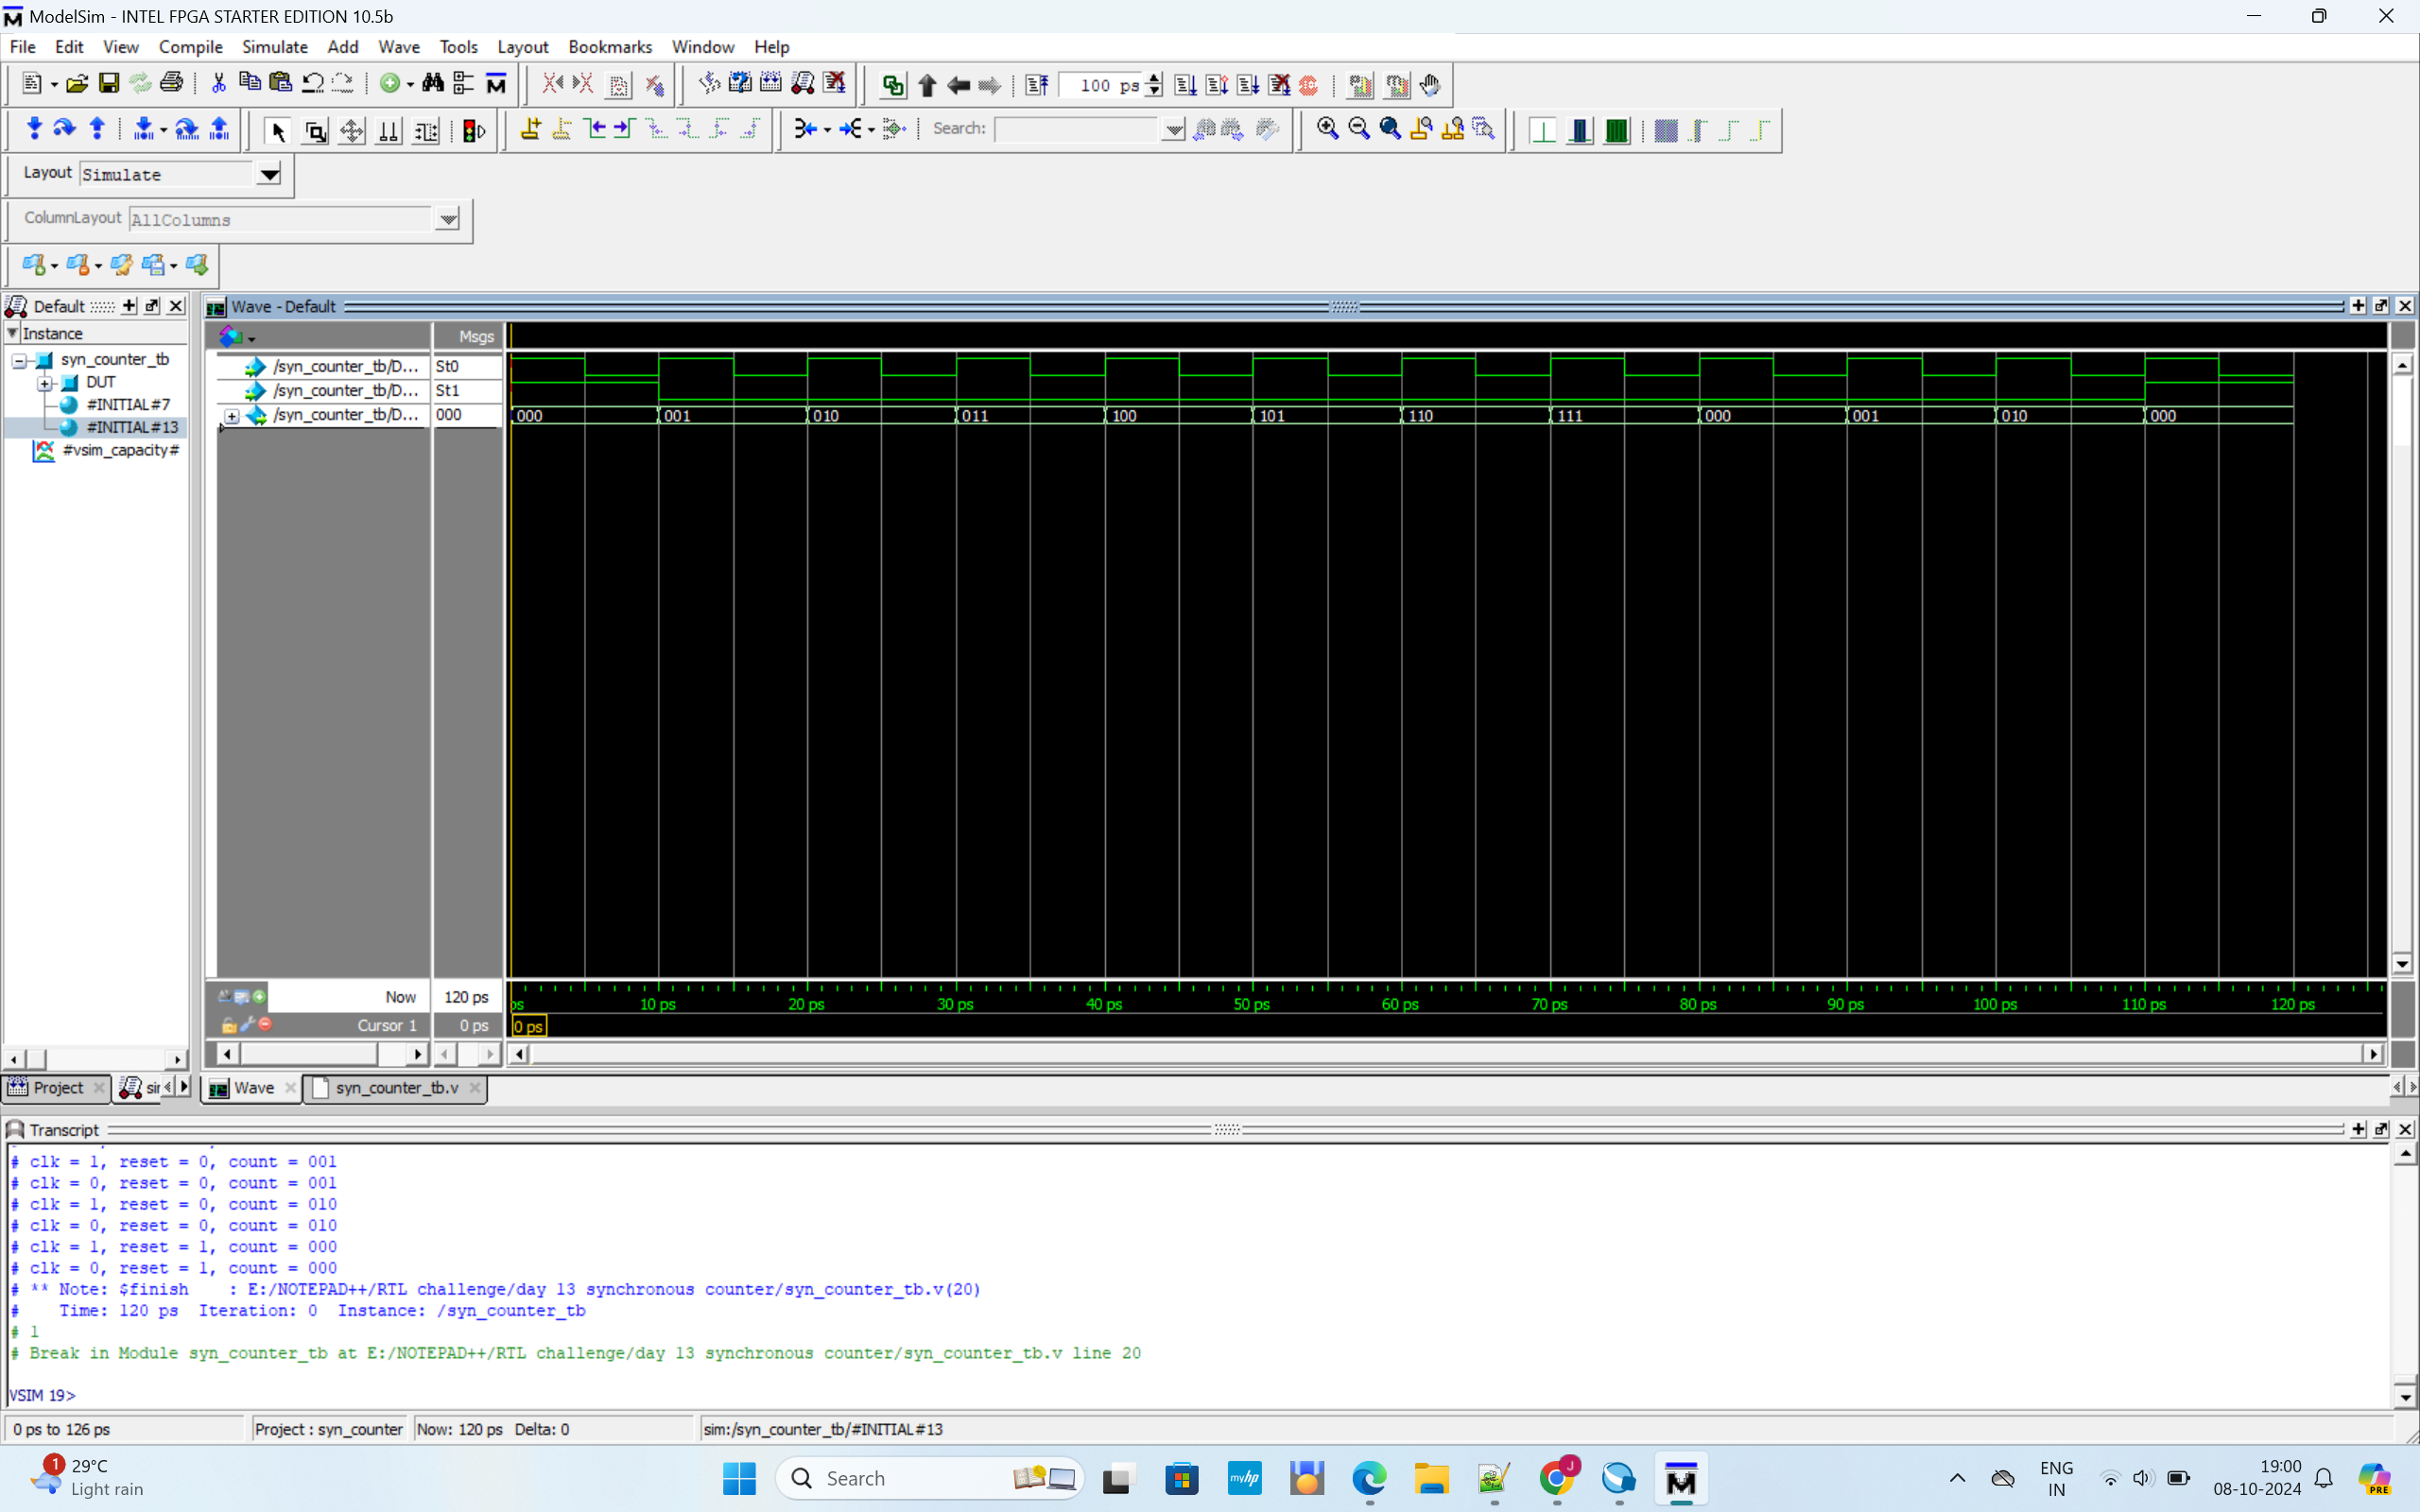 ModelSim - INTEL FPGA STARTER EDITION 10.5b
File Edit View Compile Simulate Add Wave Tools Layout Bookmarks Window Help
100 ps
Search:
Layout Simulate
ColumnLayout AllColumns
Default
Wave - Default
Instance
Msgs
syn_counter_tb
DUT
#INITIAL#7
#INITIAL#13
#vsim_capacity#
/syn_counter_tb/D... St0
/syn_counter_tb/D... St1
/syn_counter_tb/D... 000 000 001 010 011 100 101 110 111 000 001 010 000
Now 120 ps ps 10 ps 20 ps 30 ps 40 ps 50 ps 60 ps 70 ps 80 ps 90 ps 100 ps 110 ps 120 ps
Cursor 1 0 ps 0 ps
Project sim Wave syn_counter_tb.v
Transcript
# clk = 1, reset = 0, count = 001
# clk = 0, reset = 0, count = 001
# clk = 1, reset = 0, count = 010
# clk = 0, reset = 0, count = 010
# clk = 1, reset = 1, count = 000
# clk = 0, reset = 1, count = 000
# ** Note: $finish : E:/NOTEPAD++/RTL challenge/day 13 synchronous counter/syn_counter_tb.v(20)
# Time: 120 ps Iteration: 0 Instance: /syn_counter_tb
# 1
# Break in Module syn_counter_tb at E:/NOTEPAD++/RTL challenge/day 13 synchronous counter/syn_counter_tb.v line 20
VSIM 19>
0 ps to 126 ps Project : syn_counter Now: 120 ps Delta: 0 sim:/syn_counter_tb/#INITIAL#13
1
29°C
Light rain
Search
myhp
J
ENG
IN
19:00
08-10-2024
PRE